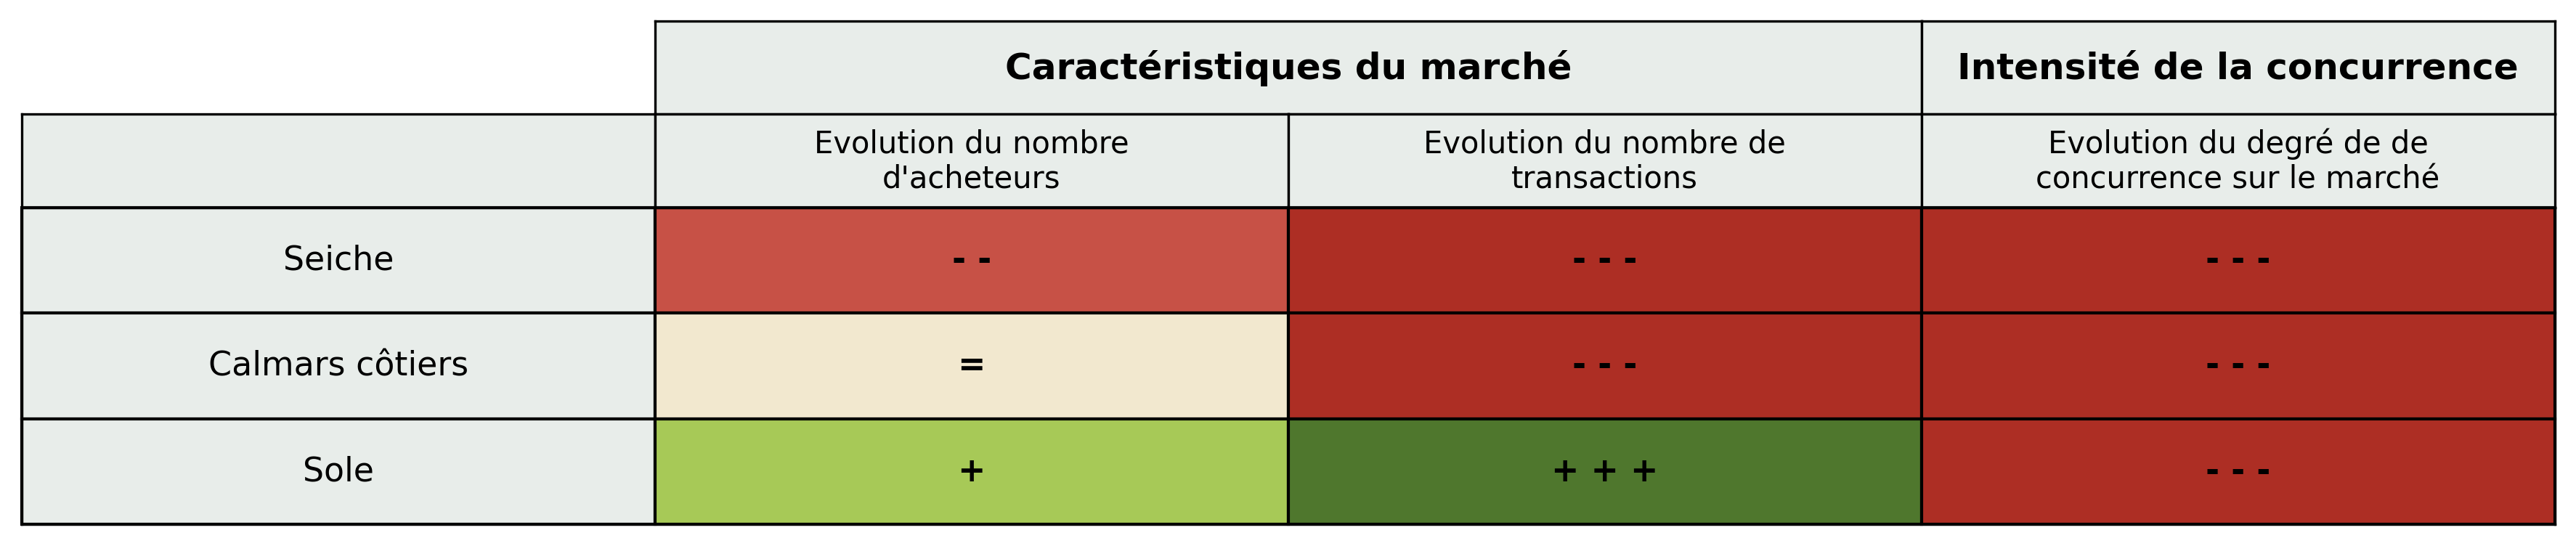 Caractéristiques du marché
Intensité de la concurrence
Evolution du nombre
d'acheteurs
Evolution du nombre de
transactions
Evolution du degré de de
concurrence sur le marché
Seiche
- -
- - -
- - -
Calmars côtiers
=
- - -
- - -
Sole
+
+ + +
- - -